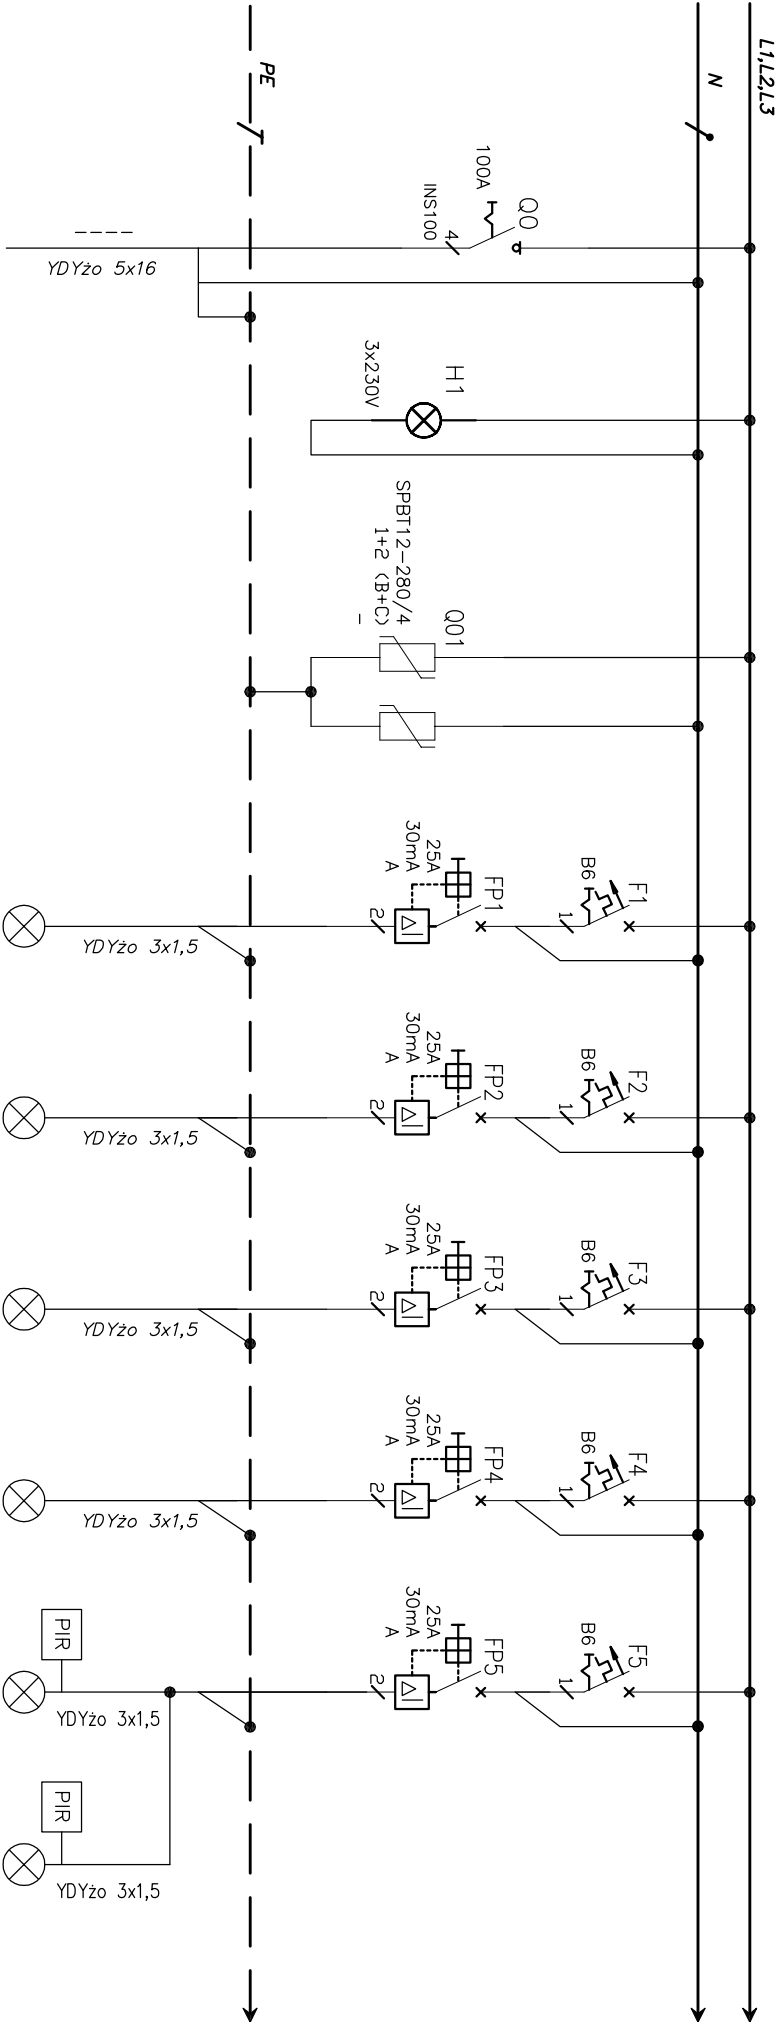 L1,L2,L3
N
PE
Q0
100A
INS100
4
----
YDYżo 5x16
H1
3x230V
Q01
SPBT12-280/4
1+2 (B+C)
-
F1
B6
1
FP1
25A
30mA
A
2
YDYżo 3x1,5
F2
B6
1
FP2
25A
30mA
A
2
YDYżo 3x1,5
F3
B6
1
FP3
25A
30mA
A
2
YDYżo 3x1,5
F4
B6
1
FP4
25A
30mA
A
2
YDYżo 3x1,5
F5
B6
1
FP5
25A
30mA
A
2
PIR
YDYżo 3x1,5
PIR
YDYżo 3x1,5